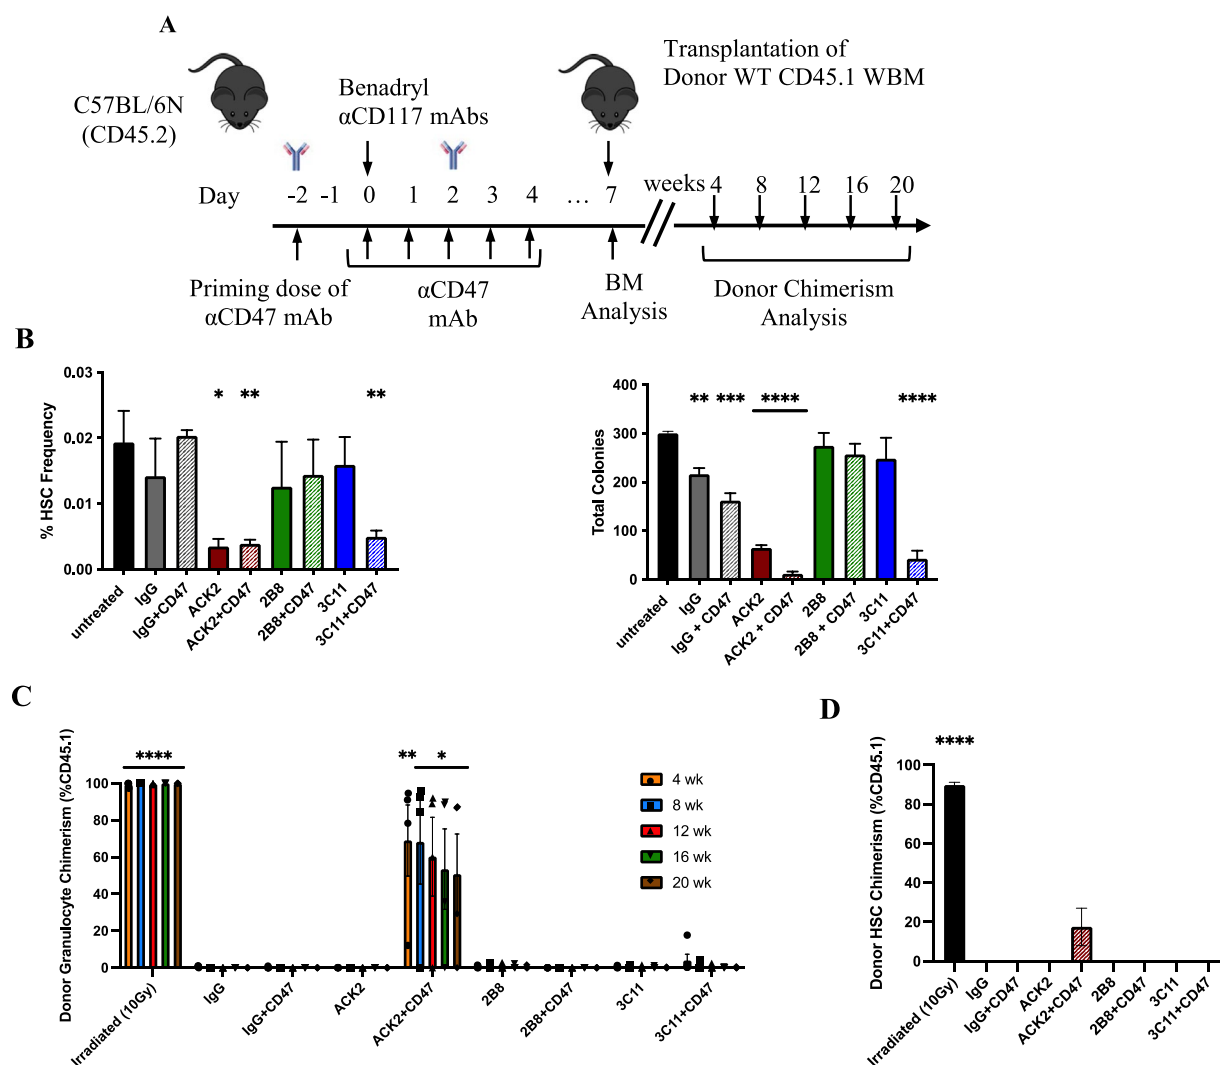 A
C57BL/6N
(CD45.2)
Benadryl
αCD117 mAbs
Transplantation of
Donor WT CD45.1 WBM
Day -2 -1 0 1 2 3 4 ... 7 weeks 4 8 12 16 20
Priming dose of
αCD47 mAb
αCD47
mAb
BM
Analysis
Donor Chimerism
Analysis
B
% HSC Frequency
0.03
0.02
0.01
0.00
* ** **
untreated
IgG
IgG+CD47
ACK2
ACK2+CD47
2B8
2B8+CD47
3C11
3C11+CD47
Total Colonies
400
300
200
100
0
** *** **** ****
untreated
IgG
IgG + CD47
ACK2
ACK2 + CD47
2B8
2B8 + CD47
3C11
3C11+CD47
C
Donor Granulocyte Chimerism (%CD45.1)
100
80
60
40
20
0
**** ** *
4 wk
8 wk
12 wk
16 wk
20 wk
Irradiated (10Gy)
IgG
IgG+CD47
ACK2
ACK2+CD47
2B8
2B8+CD47
3C11
3C11+CD47
D
Donor HSC Chimerism (%CD45.1)
100
80
60
40
20
0
****
Irradiated (10Gy)
IgG
IgG+CD47
ACK2
ACK2+CD47
2B8
2B8+CD47
3C11
3C11+CD47